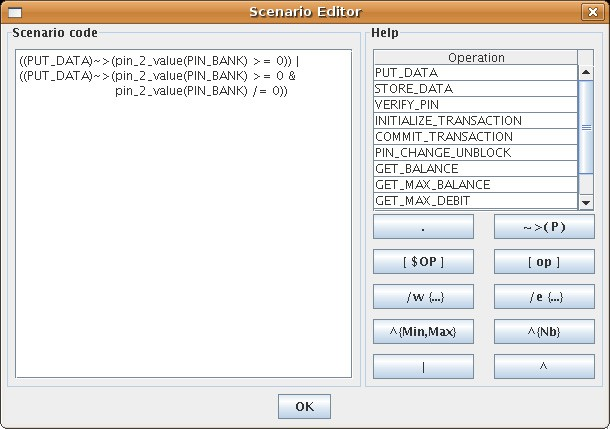 Scenario Editor
Scenario code
((PUT_DATA)~>(pin_2_value(PIN_BANK) >= 0)) |
((PUT_DATA)~>(pin_2_value(PIN_BANK) >= 0 &
pin_2_value(PIN_BANK) /= 0))
Help
Operation
PUT_DATA
STORE_DATA
VERIFY_PIN
INITIALIZE_TRANSACTION
COMMIT_TRANSACTION
PIN_CHANGE_UNBLOCK
GET_BALANCE
GET_MAX_BALANCE
GET_MAX_DEBIT
. ~>(P)
[ $OP ] [ op ]
/w {...} /e {...}
^{Min,Max} ^{Nb}
| ^
OK